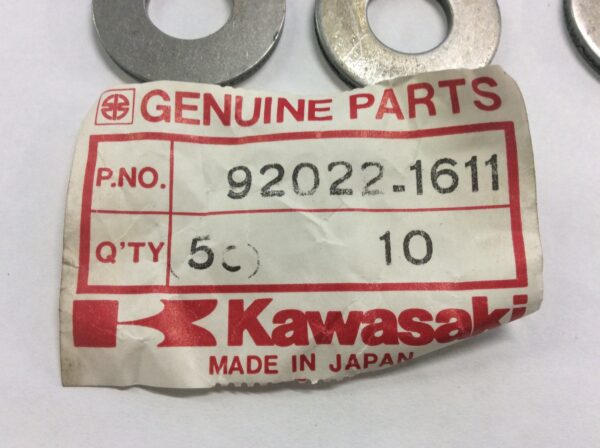 GENUINE PARTS
P.NO. 92022-1611
Q'TY 10
Kawasaki
MADE IN JAPAN